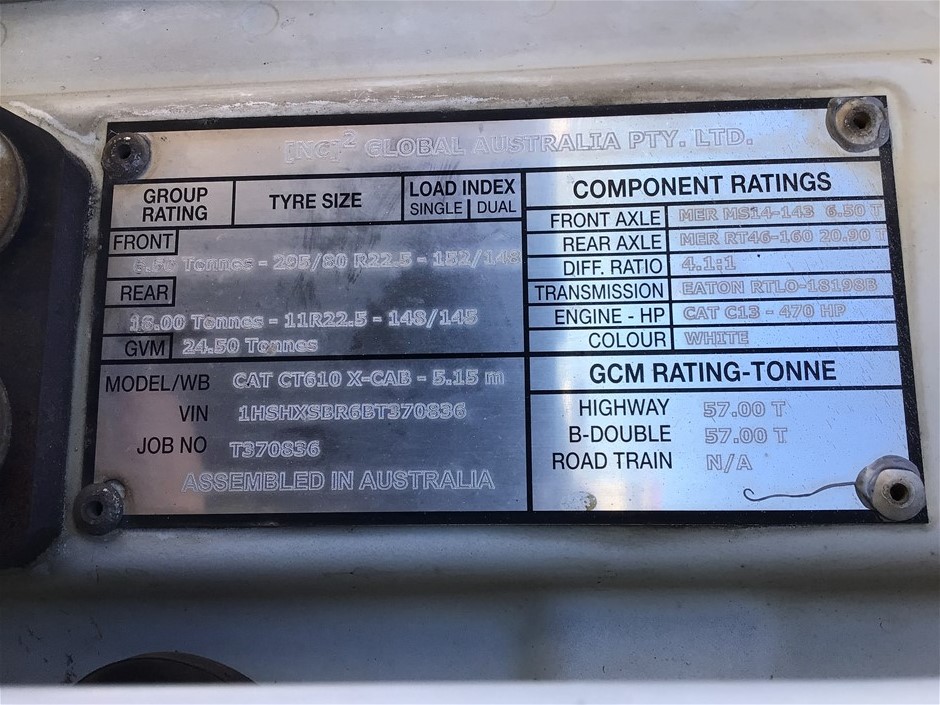 [NC]² GLOBAL AUSTRALIA PTY. LTD.
GROUP RATING
TYRE SIZE
LOAD INDEX
SINGLE DUAL
FRONT
6.50 Tonnes - 295/80 R22.5 - 152/148
REAR
18.00 Tonnes - 11R22.5 - 148/145
GVM 24.50 Tonnes
MODEL/WB CAT CT610 X-CAB - 5.15 m
VIN 1HSHXSBR6BT370836
JOB NO T370836
ASSEMBLED IN AUSTRALIA
COMPONENT RATINGS
FRONT AXLE MER MS14-143 6.50 T
REAR AXLE MER RT46-160 20.90 T
DIFF. RATIO 4.1:1
TRANSMISSION EATON RTLO-18198B
ENGINE - HP CAT C13 - 470 HP
COLOUR WHITE
GCM RATING-TONNE
HIGHWAY 57.00 T
B-DOUBLE 57.00 T
ROAD TRAIN N/A